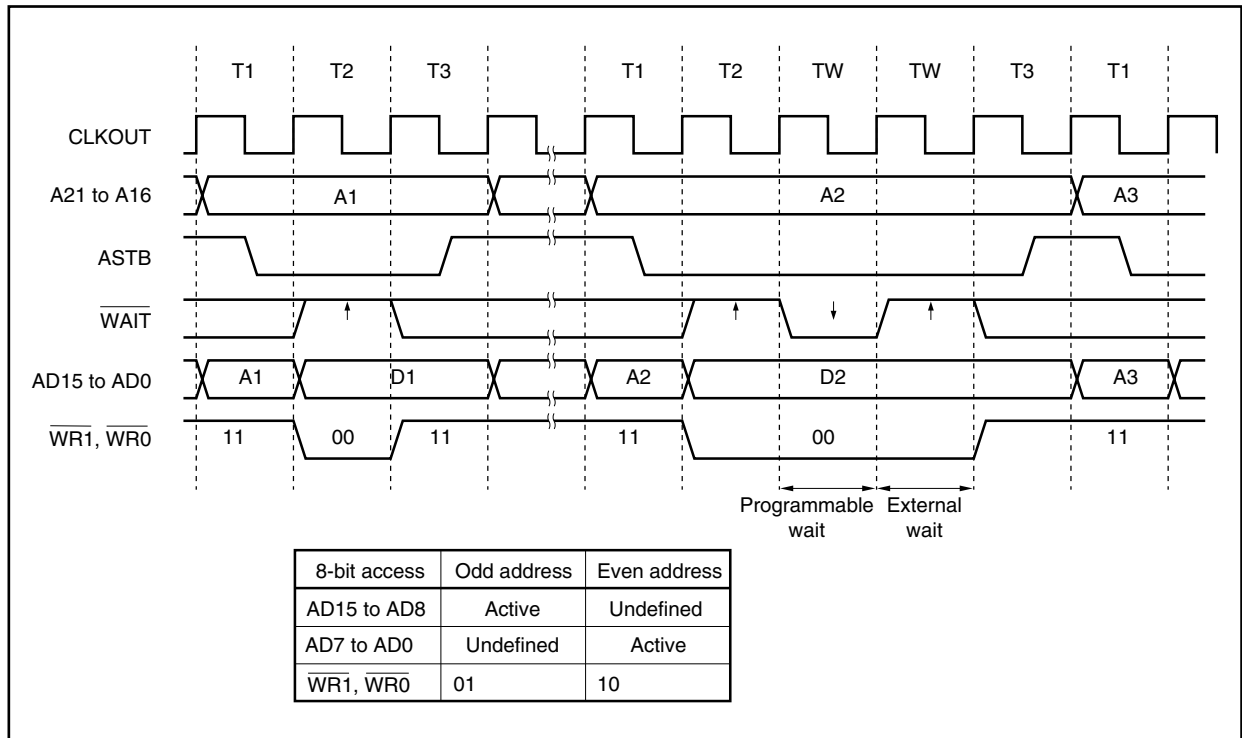 T1 T2 T3 T1 T2 TW TW T3 T1
CLKOUT
A21 to A16 A1 A2 A3
ASTB
WAIT
AD15 to AD0 A1 D1 A2 D2 A3
WR1, WR0 11 00 11 11 00 11
Programmable wait
External wait
8-bit access Odd address Even address
AD15 to AD8 Active Undefined
AD7 to AD0 Undefined Active
WR1, WR0 01 10